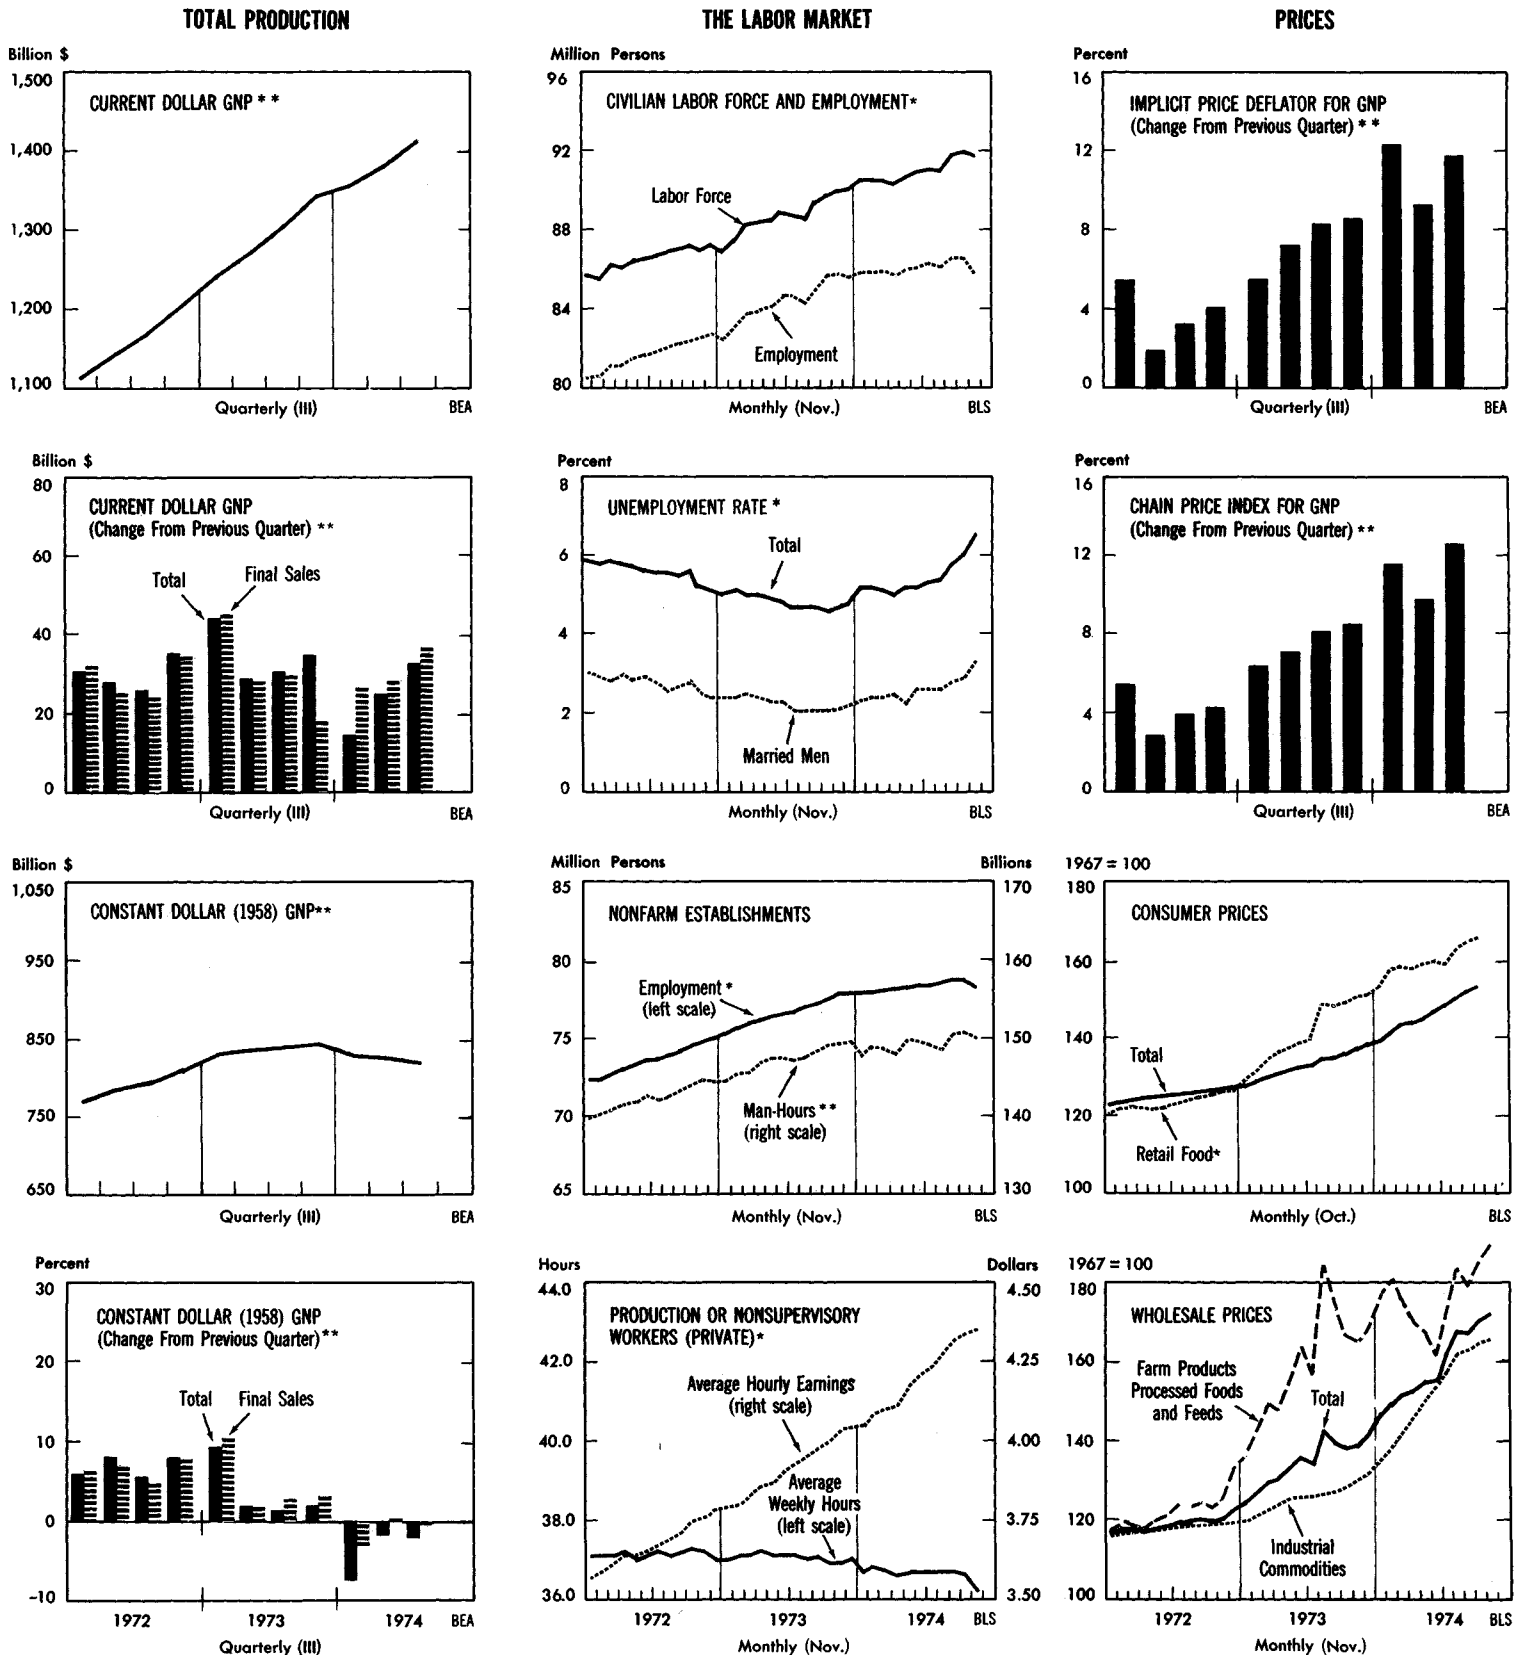 TOTAL PRODUCTION
Billion $
1,500
1,400
1,300
1,200
1,100
CURRENT DOLLAR GNP **
Quarterly (III)
BEA
Billion $
80
60
40
20
0
CURRENT DOLLAR GNP
(Change From Previous Quarter) **
Total
Final Sales
Quarterly (III)
BEA
Billion $
1,050
950
850
750
650
CONSTANT DOLLAR (1958) GNP**
Quarterly (III)
BEA
Percent
30
20
10
0
-10
CONSTANT DOLLAR (1958) GNP
(Change From Previous Quarter)**
Total
Final Sales
1972
1973
1974
BEA
Quarterly (III)
THE LABOR MARKET
Million Persons
96
92
88
84
80
CIVILIAN LABOR FORCE AND EMPLOYMENT*
Labor Force
Employment
Monthly (Nov.)
BLS
Percent
8
6
4
2
0
UNEMPLOYMENT RATE *
Total
Married Men
Monthly (Nov.)
BLS
Million Persons
Billions
85
80
75
70
65
170
160
150
140
130
NONFARM ESTABLISHMENTS
Employment *
(left scale)
Man-Hours **
(right scale)
Monthly (Nov.)
BLS
Hours
Dollars
44.0
42.0
40.0
38.0
36.0
4.50
4.25
4.00
3.75
3.50
PRODUCTION OR NONSUPERVISORY
WORKERS (PRIVATE)*
Average Hourly Earnings
(right scale)
Average
Weekly Hours
(left scale)
1972
1973
1974
BLS
Monthly (Nov.)
PRICES
Percent
16
12
8
4
0
IMPLICIT PRICE DEFLATOR FOR GNP
(Change From Previous Quarter) **
Quarterly (III)
BEA
Percent
16
12
8
4
0
CHAIN PRICE INDEX FOR GNP
(Change From Previous Quarter) **
Quarterly (III)
BEA
1967 = 100
180
160
140
120
100
CONSUMER PRICES
Total
Retail Food*
Monthly (Oct.)
BLS
1967 = 100
180
160
140
120
100
WHOLESALE PRICES
Farm Products
Processed Foods
and Feeds
Total
Industrial
Commodities
1972
1973
1974
BLS
Monthly (Nov.)